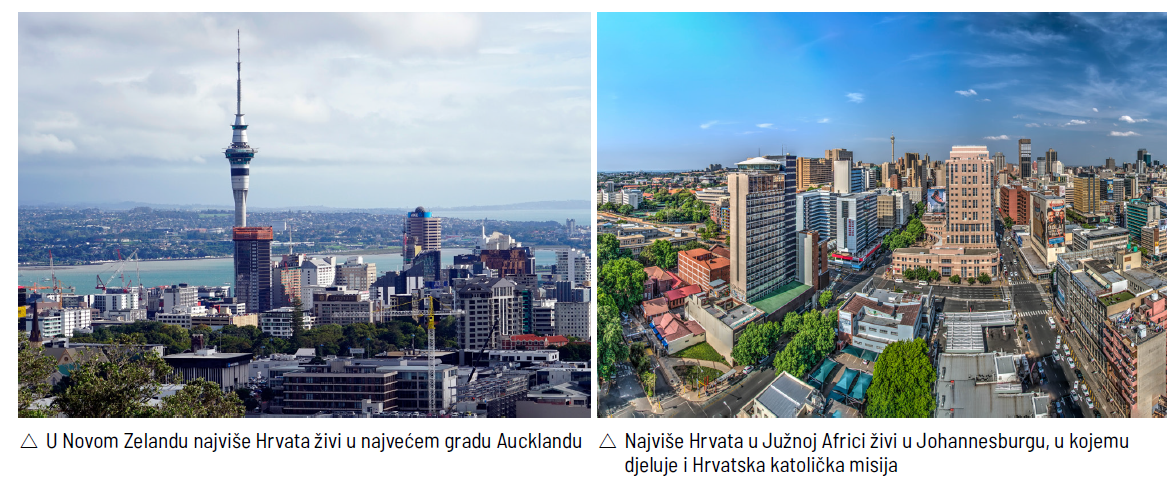 △ U Novom Zelandu najviše Hrvata živi u najvećem gradu Aucklandu
△ Najviše Hrvata u Južnoj Africi živi u Johannesburgu, u kojemu
djeluje i Hrvatska katolička misija